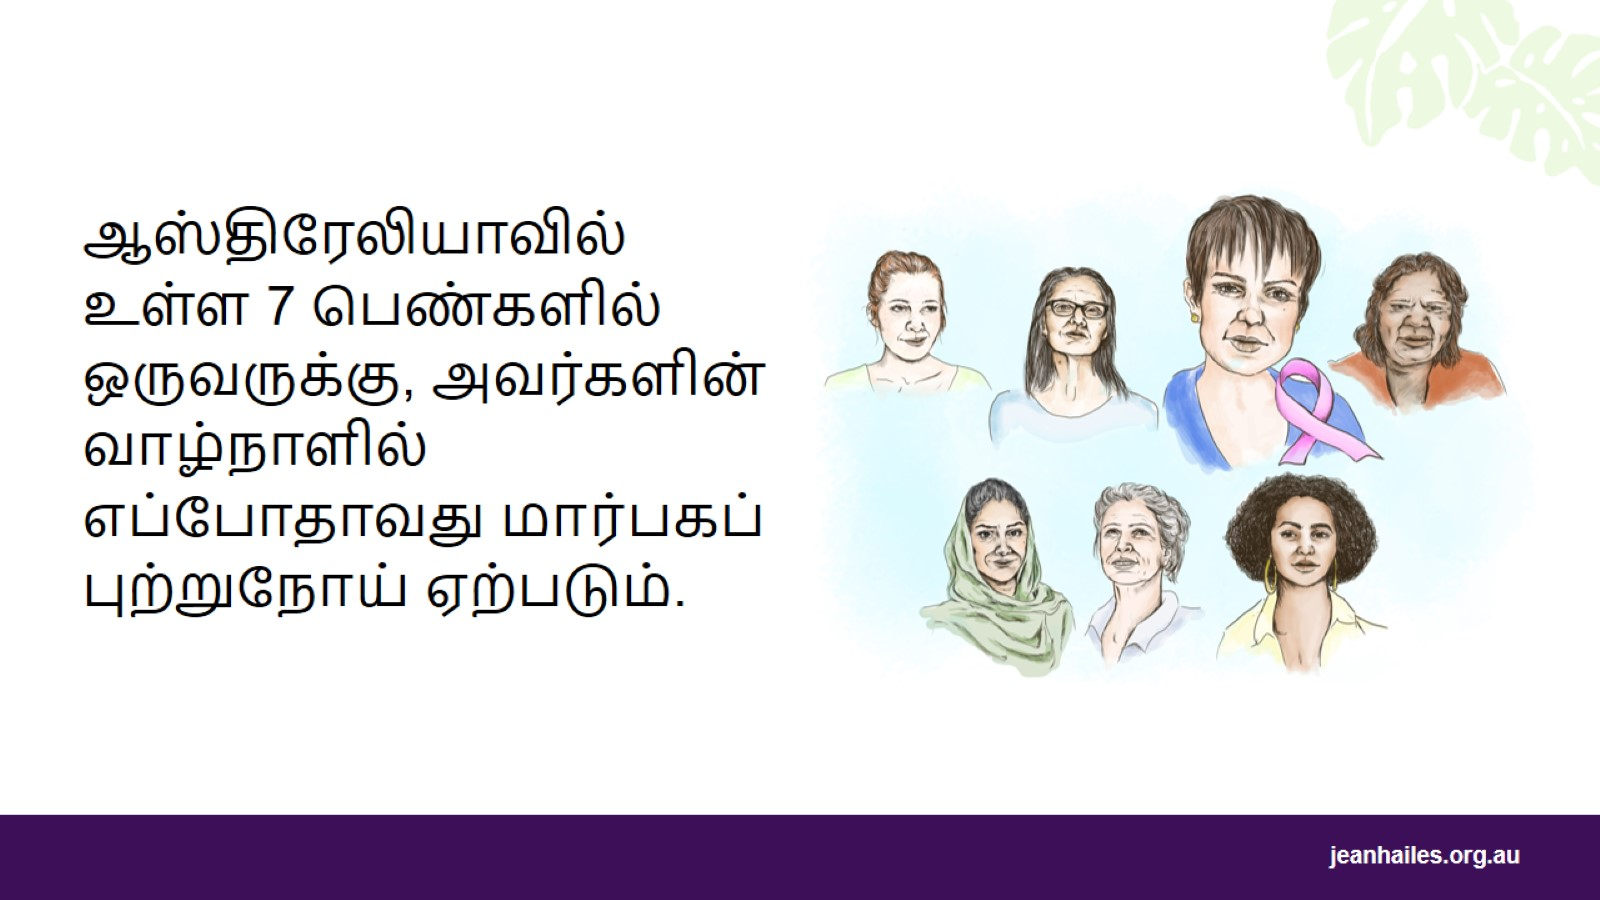 ஆஸ்திரேலியாவில்
உள்ள 7 பெண்களில்
ஒருவருக்கு, அவர்களின்
வாழ்நாளில்
எப்போதாவது மார்பகப்
புற்றுநோய் ஏற்படும்.
jeanhailes.org.au